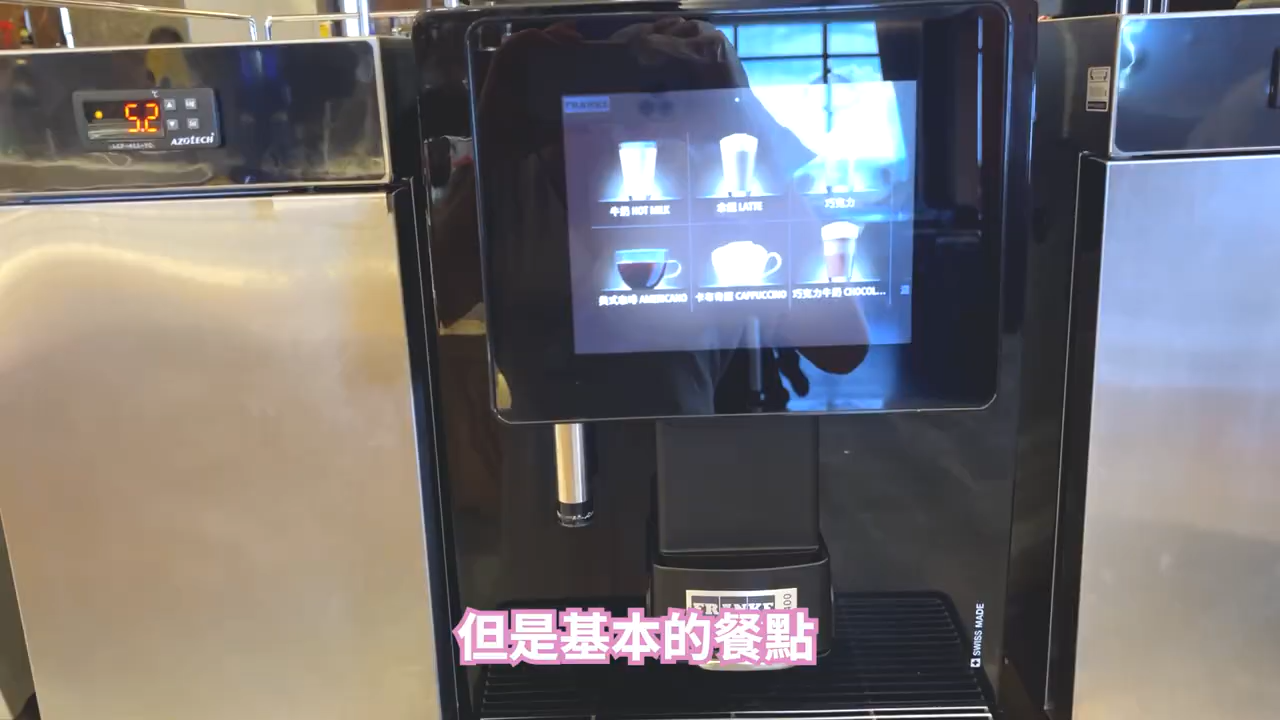 5.2
℃
AZOTECH
FRANKE
牛奶 HOT MILK
拿鐵 LATTE
巧克力
美式咖啡 AMERICANO
卡布奇諾 CAPPUCCINO
巧克力牛奶 CHOCOL...
FRANKE
SWISS MADE
但是基本的餐點